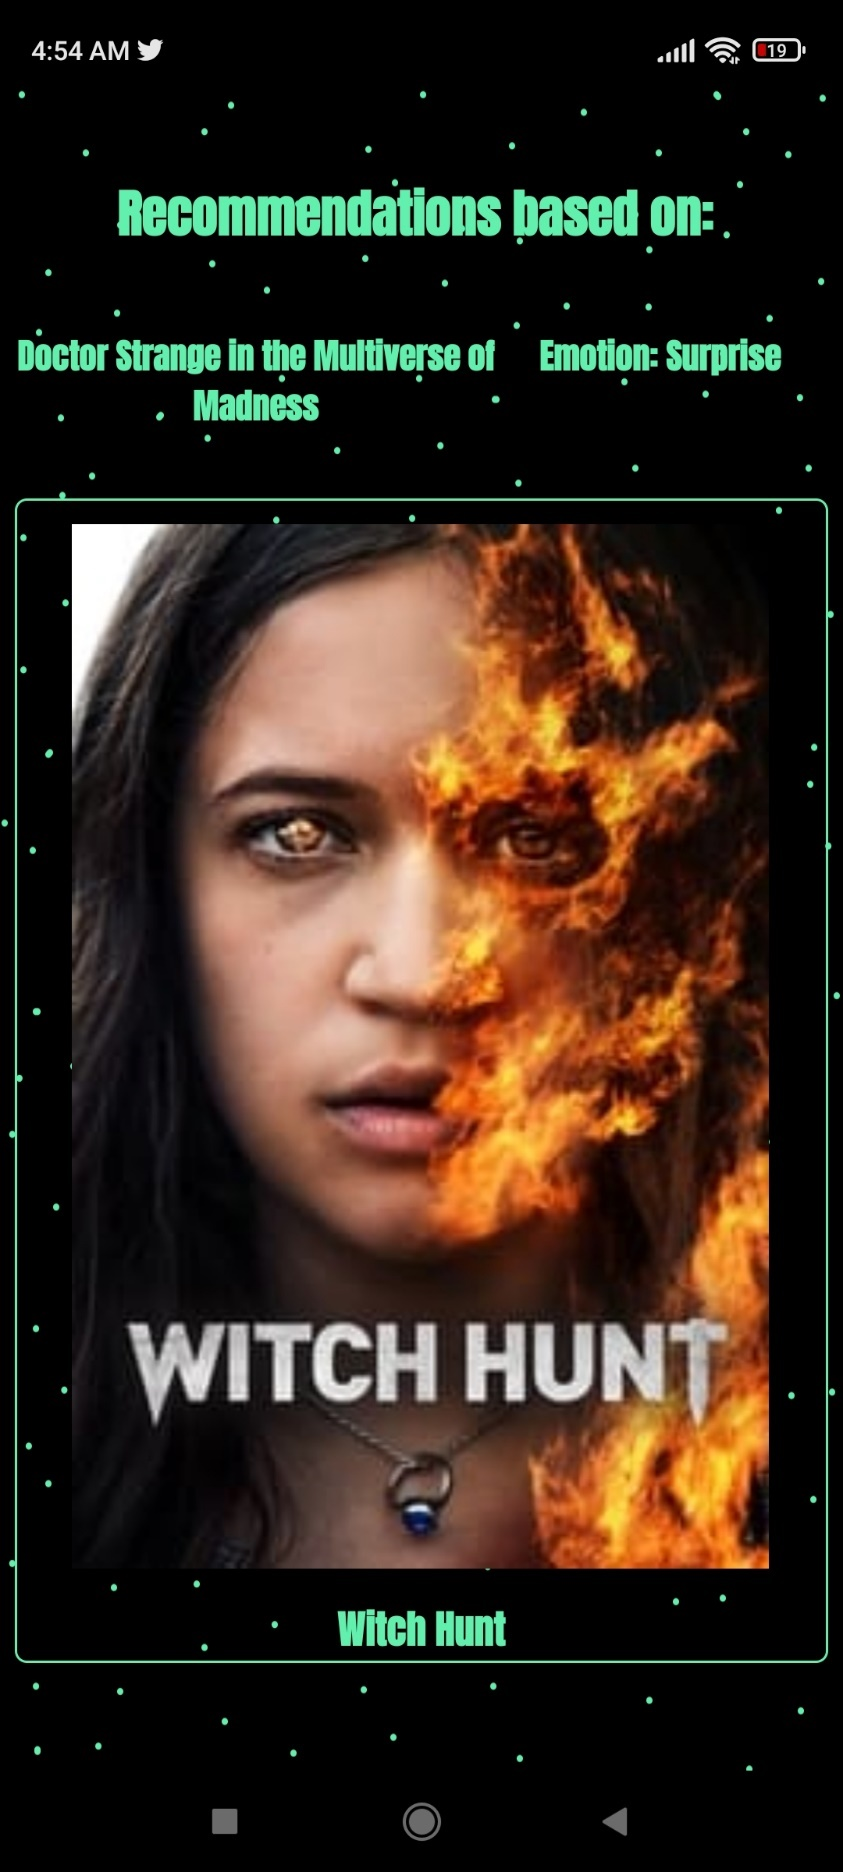 4:54 AM
19
Recommendations based on:
Doctor Strange in the Multiverse of
Madness
Emotion: Surprise
WITCH HUNT
Witch Hunt